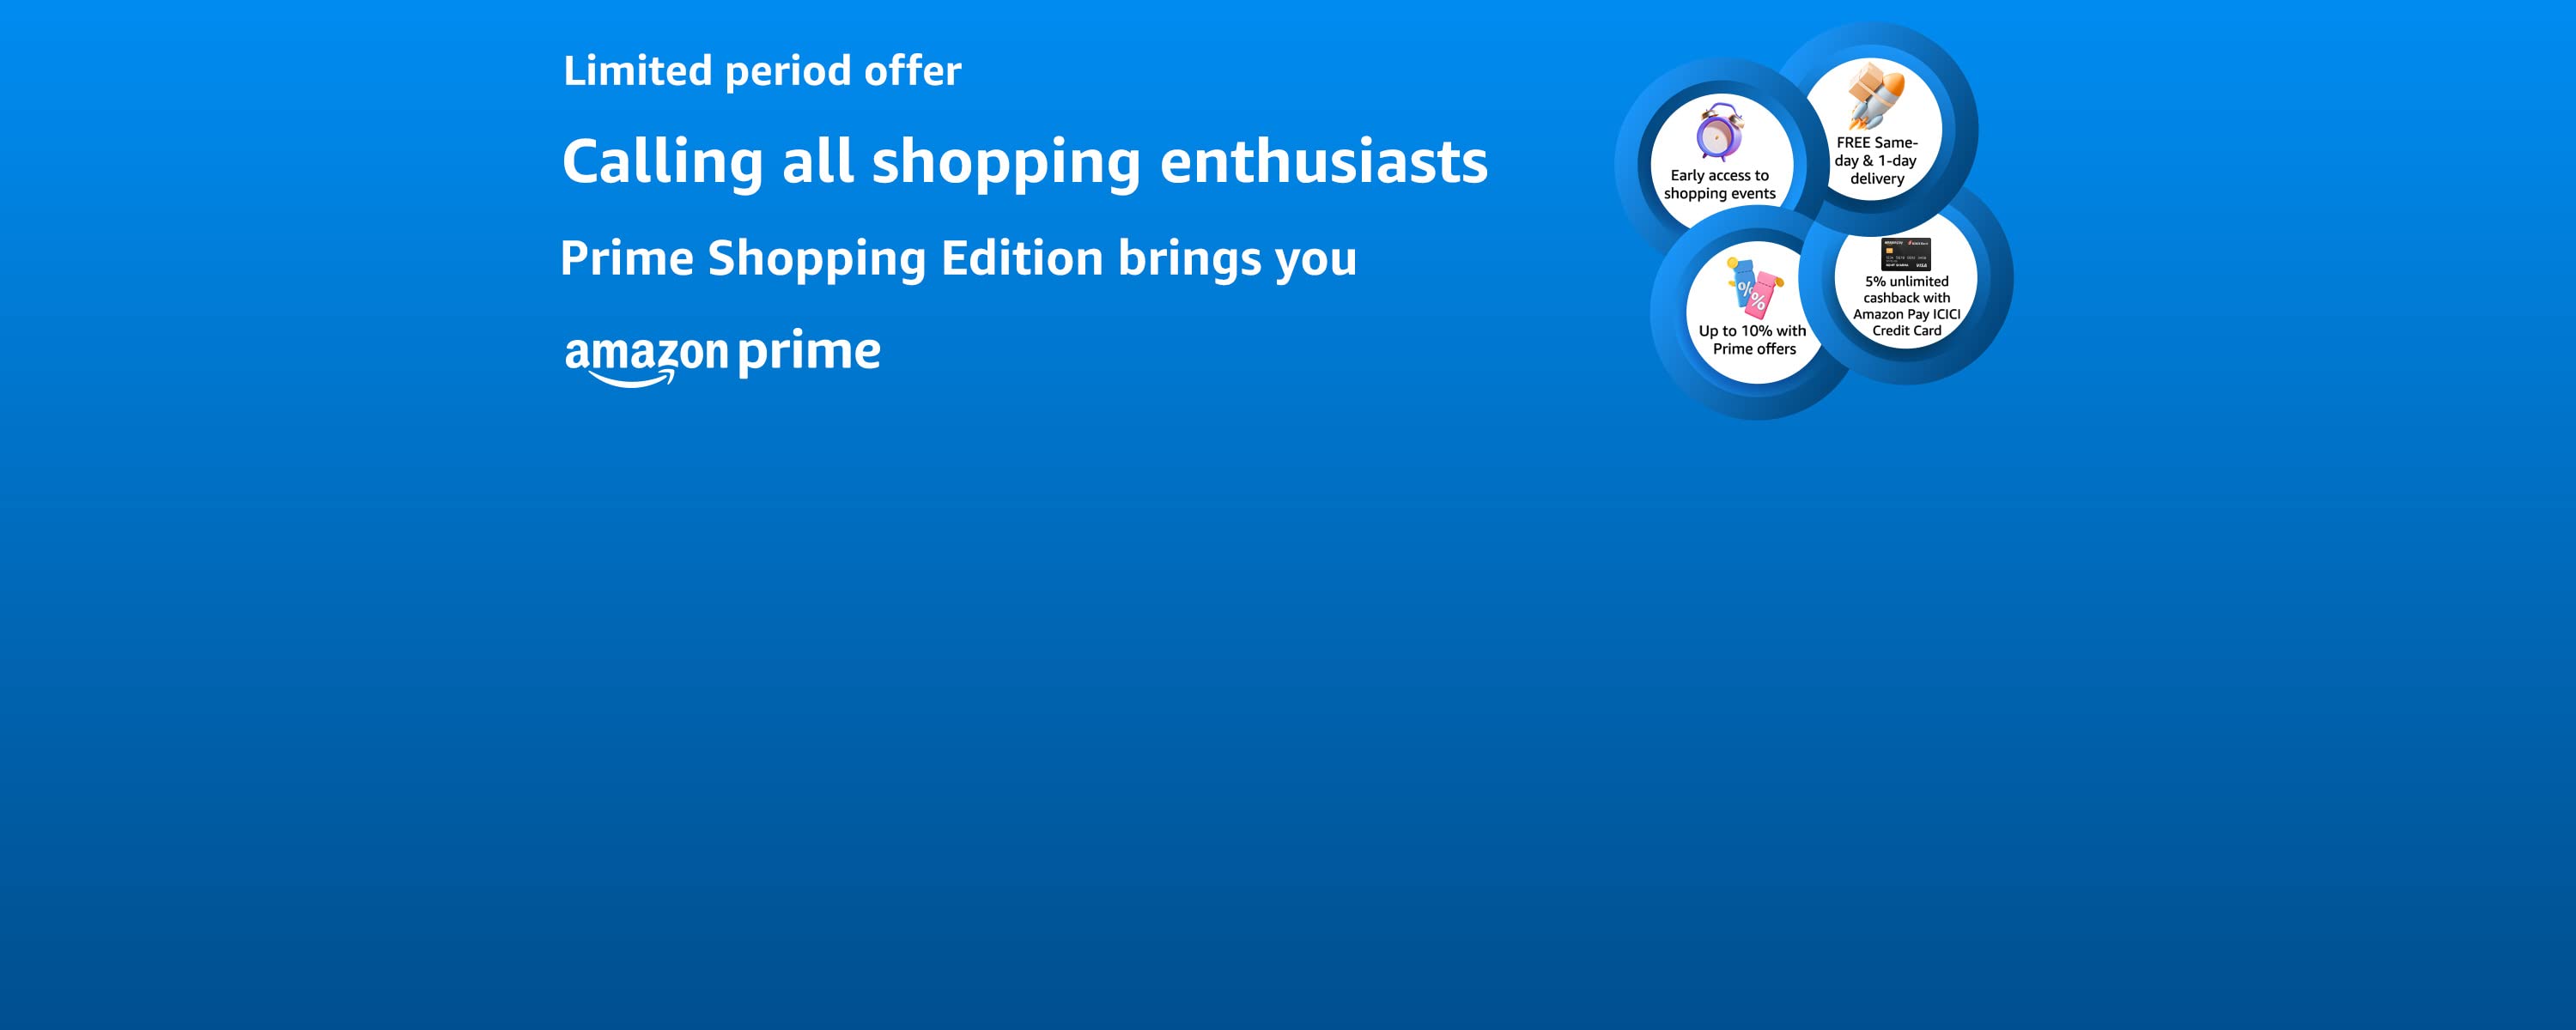 Limited period offer
Calling all shopping enthusiasts
Prime Shopping Edition brings you
amazon prime
Early access to
shopping events
FREE Same-
day & 1-day
delivery
Up to 10% with
Prime offers
5% unlimited
cashback with
Amazon Pay ICICI
Credit Card